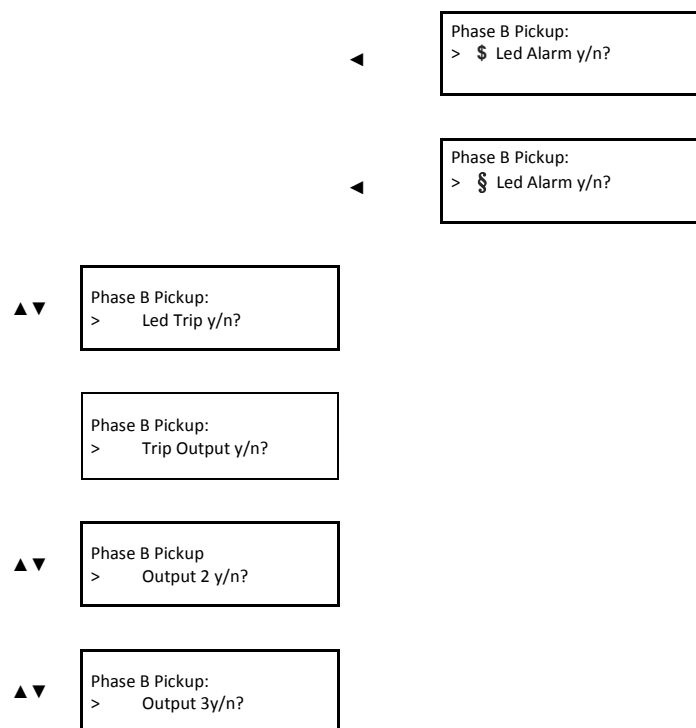 Phase B Pickup:
◄
> $ Led Alarm y/n?
Phase B Pickup:
◄
> § Led Alarm y/n?
▲▼
Phase B Pickup:
> Led Trip y/n?
Phase B Pickup:
> Trip Output y/n?
▲▼
Phase B Pickup
> Output 2 y/n?
▲▼
Phase B Pickup:
> Output 3y/n?